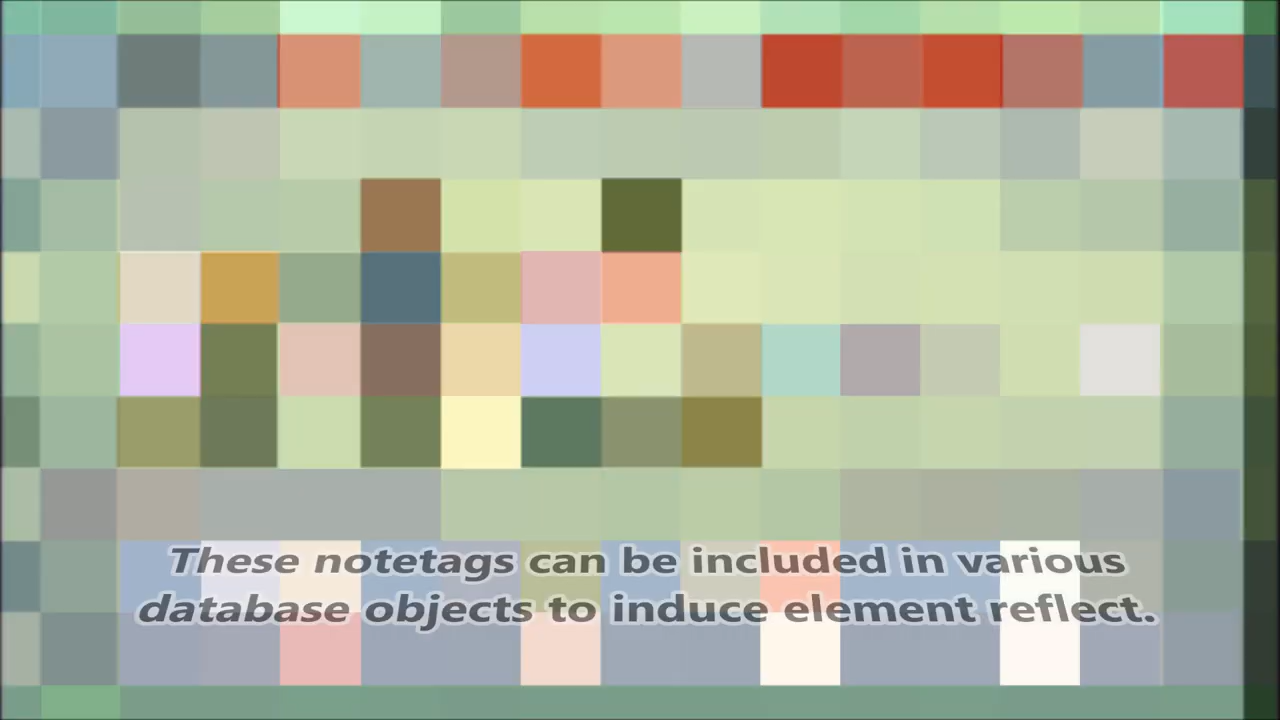 These notetags can be included in various
database objects to induce element reflect.